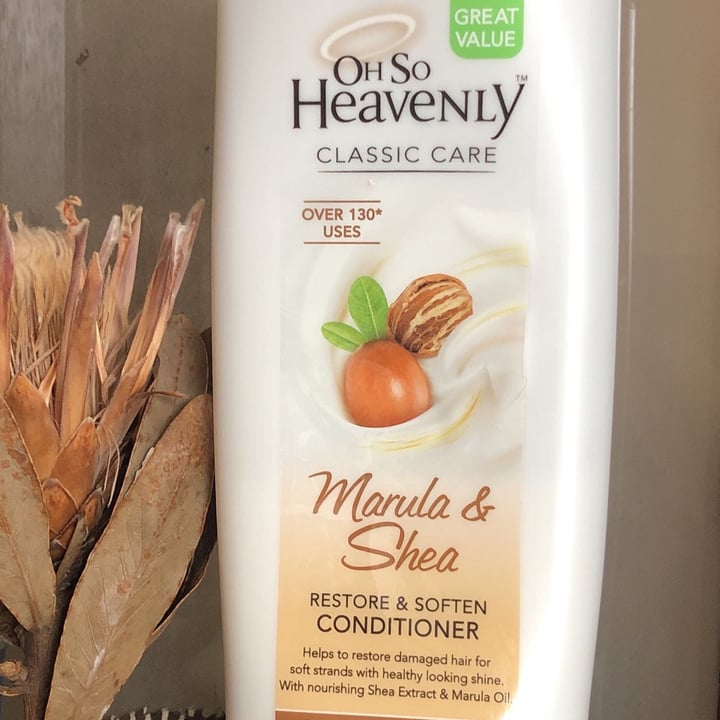 GREAT
VALUE
OH SO
HEAVENLY™
CLASSIC CARE
OVER 130*
USES
Marula &
Shea
RESTORE & SOFTEN
CONDITIONER
Helps to restore damaged hair for
soft strands with healthy looking shine.
With nourishing Shea Extract & Marula Oil.